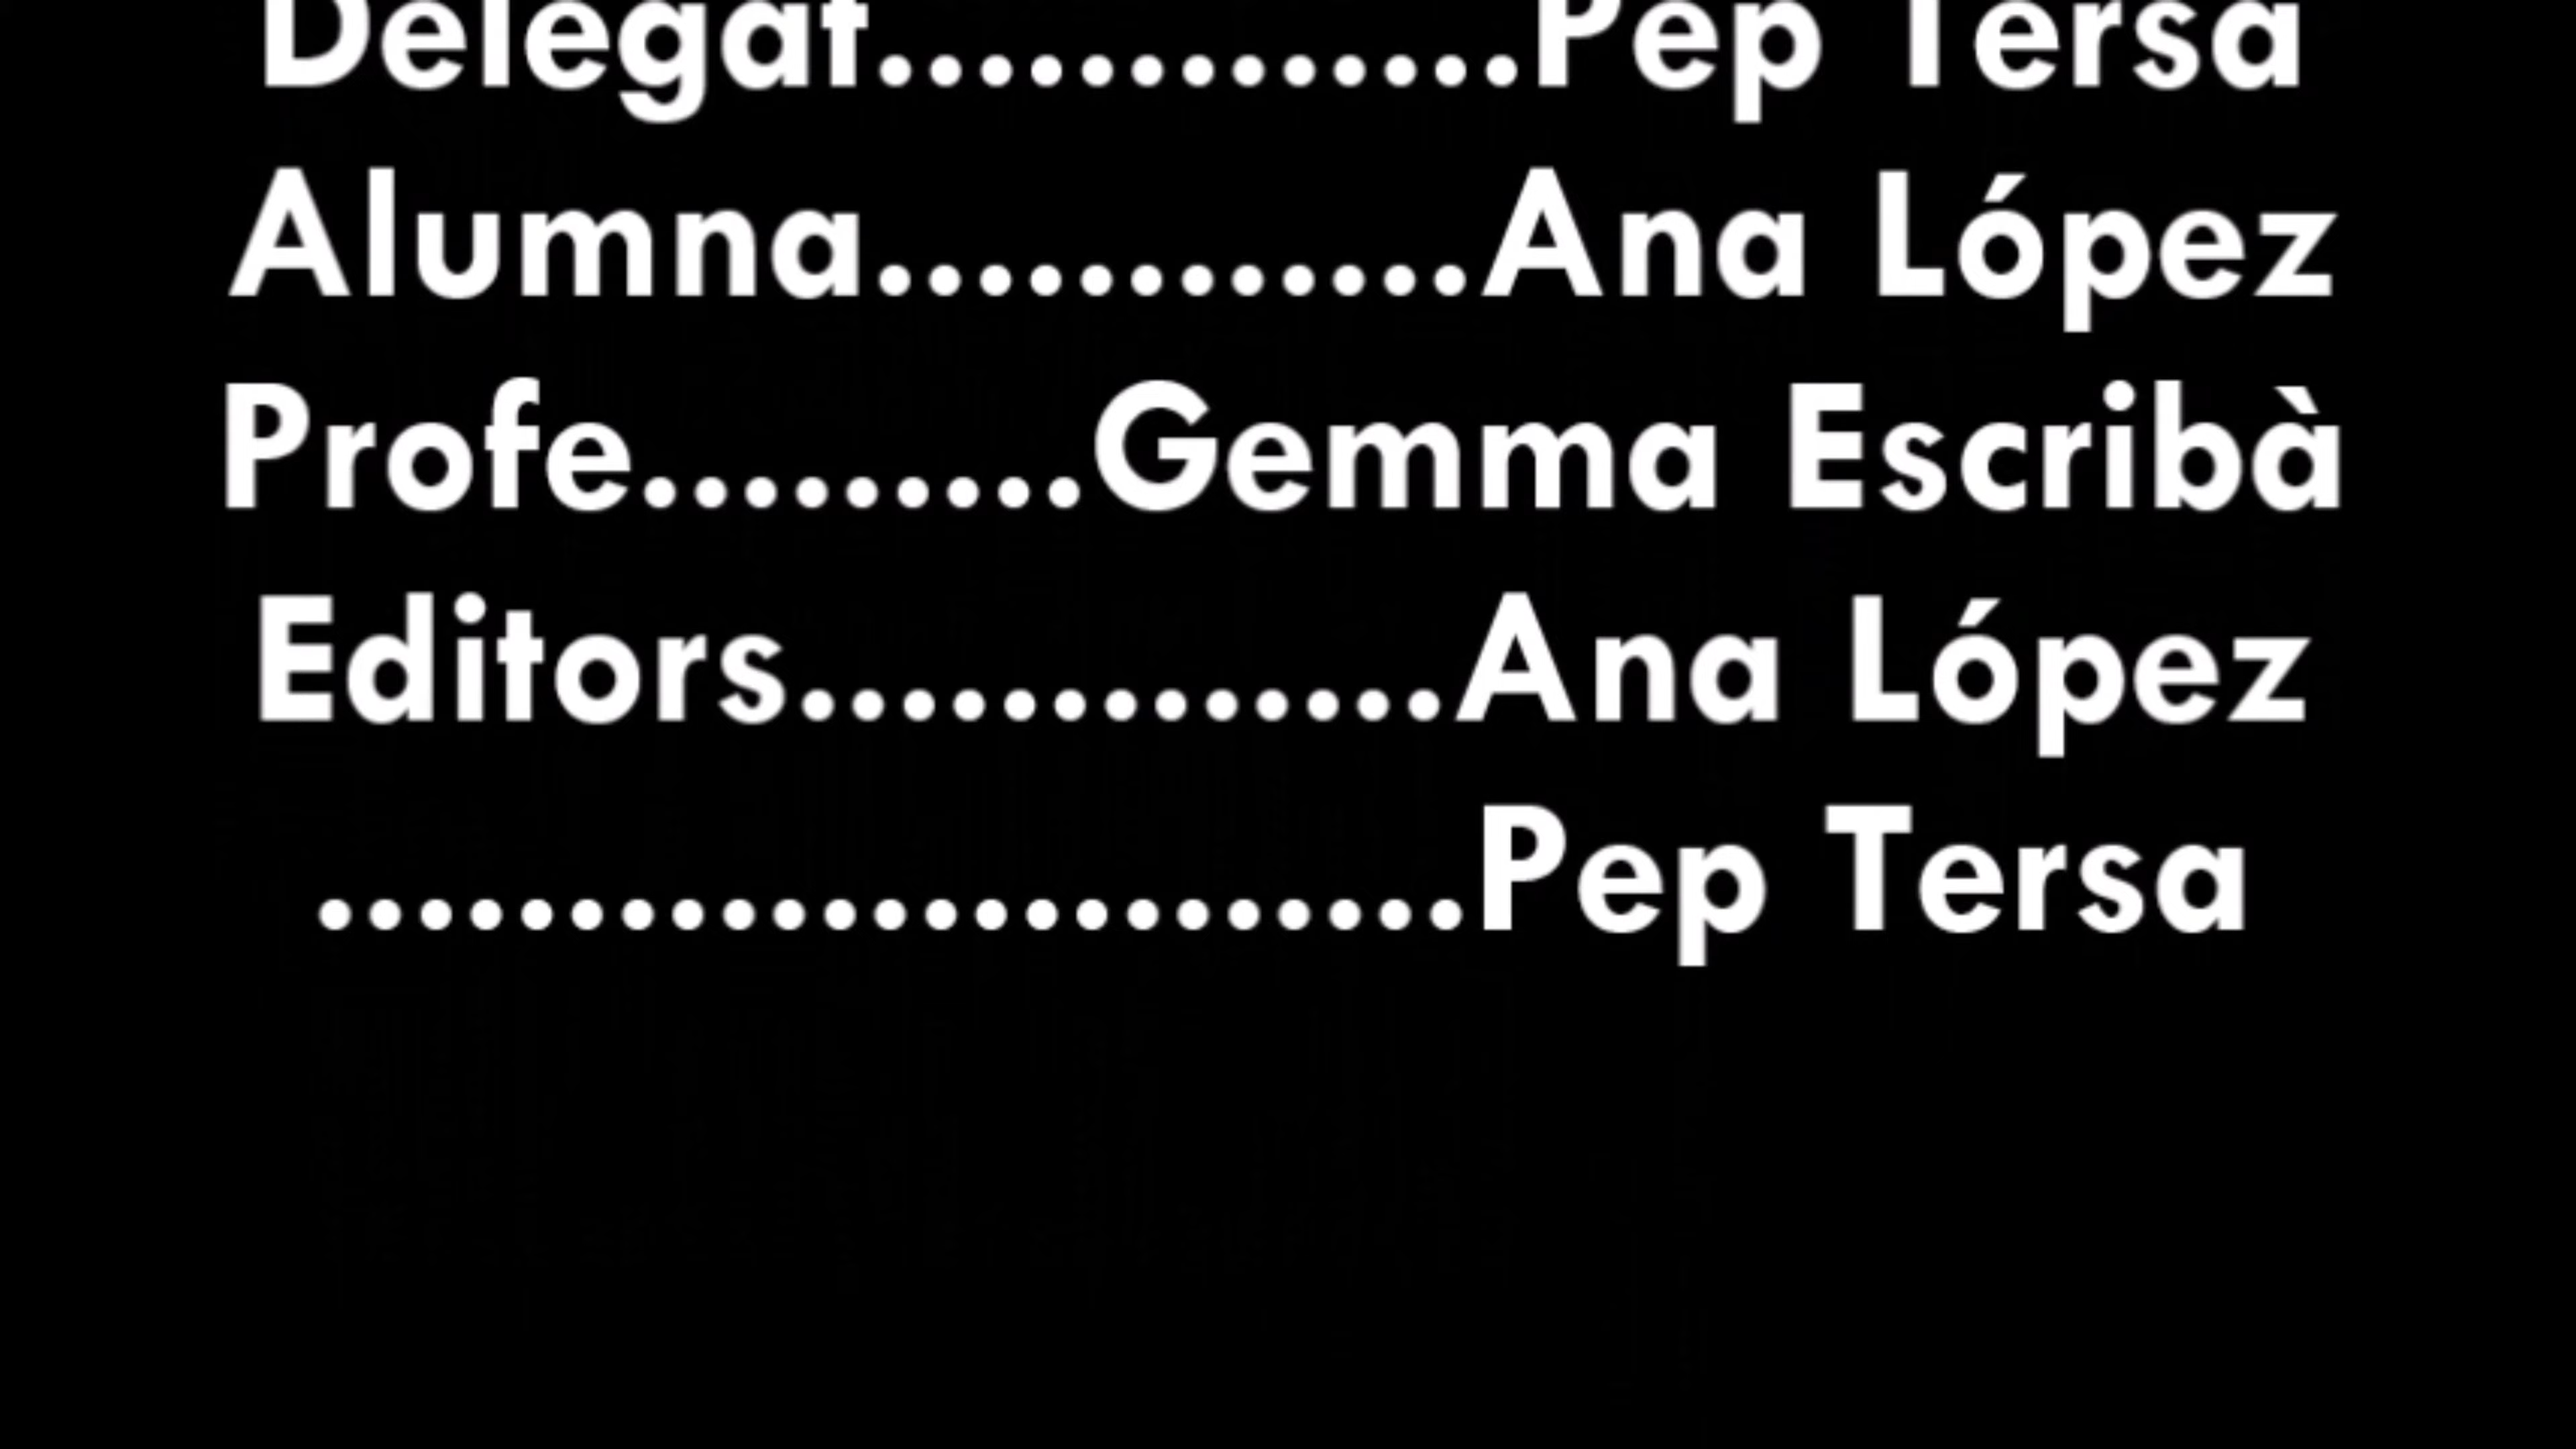 Delegat.............Pep Tersa
Alumna............Ana López
Profe.........Gemma Escribà
Editors.............Ana López
.......................Pep Tersa